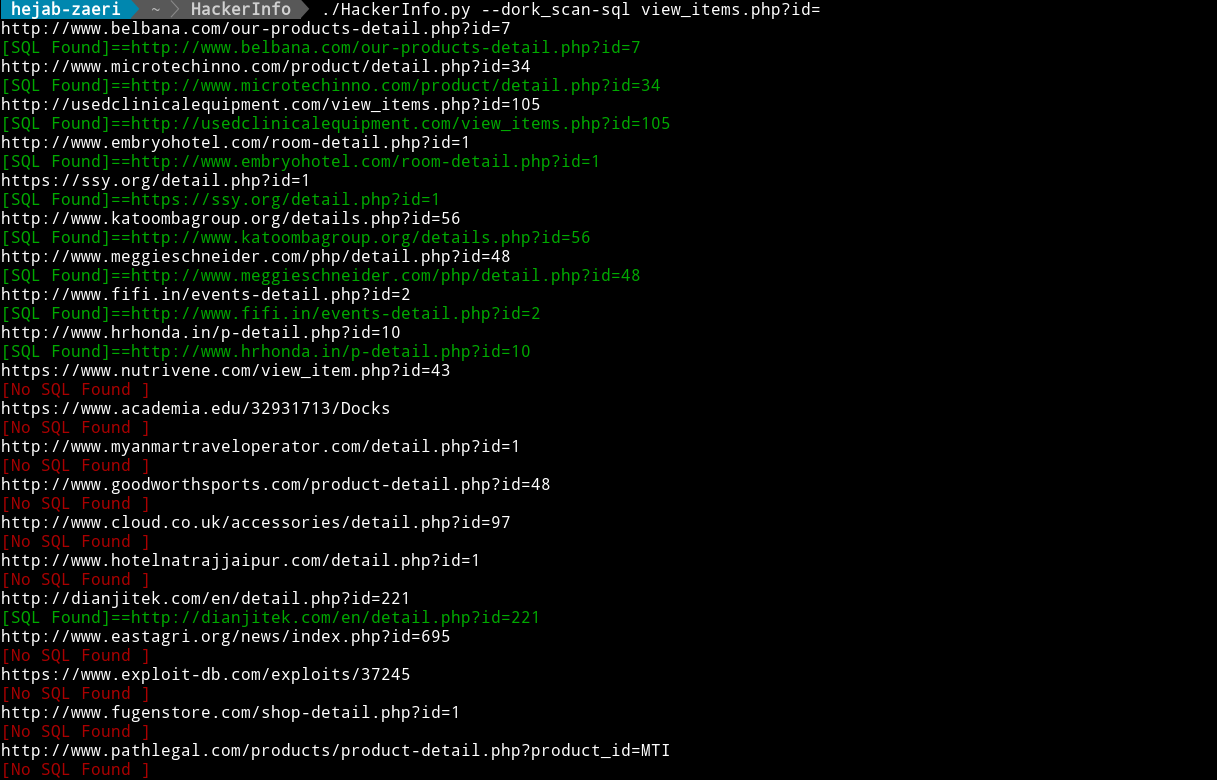 hejab-zaeri ~ HackerInfo ./HackerInfo.py --dork_scan-sql view_items.php?id=
http://www.belbana.com/our-products-detail.php?id=7
[SQL Found]==http://www.belbana.com/our-products-detail.php?id=7
http://www.microtechinno.com/product/detail.php?id=34
[SQL Found]==http://www.microtechinno.com/product/detail.php?id=34
http://usedclinicalequipment.com/view_items.php?id=105
[SQL Found]==http://usedclinicalequipment.com/view_items.php?id=105
http://www.embryohotel.com/room-detail.php?id=1
[SQL Found]==http://www.embryohotel.com/room-detail.php?id=1
https://ssy.org/detail.php?id=1
[SQL Found]==https://ssy.org/detail.php?id=1
http://www.katoombagroup.org/details.php?id=56
[SQL Found]==http://www.katoombagroup.org/details.php?id=56
http://www.meggieschneider.com/php/detail.php?id=48
[SQL Found]==http://www.meggieschneider.com/php/detail.php?id=48
http://www.fifi.in/events-detail.php?id=2
[SQL Found]==http://www.fifi.in/events-detail.php?id=2
http://www.hrhonda.in/p-detail.php?id=10
[SQL Found]==http://www.hrhonda.in/p-detail.php?id=10
https://www.nutrivene.com/view_item.php?id=43
[No SQL Found ]
https://www.academia.edu/32931713/Docks
[No SQL Found ]
http://www.myanmartraveloperator.com/detail.php?id=1
[No SQL Found ]
http://www.goodworthsports.com/product-detail.php?id=48
[No SQL Found ]
http://www.cloud.co.uk/accessories/detail.php?id=97
[No SQL Found ]
http://www.hotelnatrajjaipur.com/detail.php?id=1
[No SQL Found ]
http://dianjitek.com/en/detail.php?id=221
[SQL Found]==http://dianjitek.com/en/detail.php?id=221
http://www.eastagri.org/news/index.php?id=695
[No SQL Found ]
https://www.exploit-db.com/exploits/37245
[No SQL Found ]
http://www.fugenstore.com/shop-detail.php?id=1
[No SQL Found ]
http://www.pathlegal.com/products/product-detail.php?product_id=MTI
[No SQL Found ]